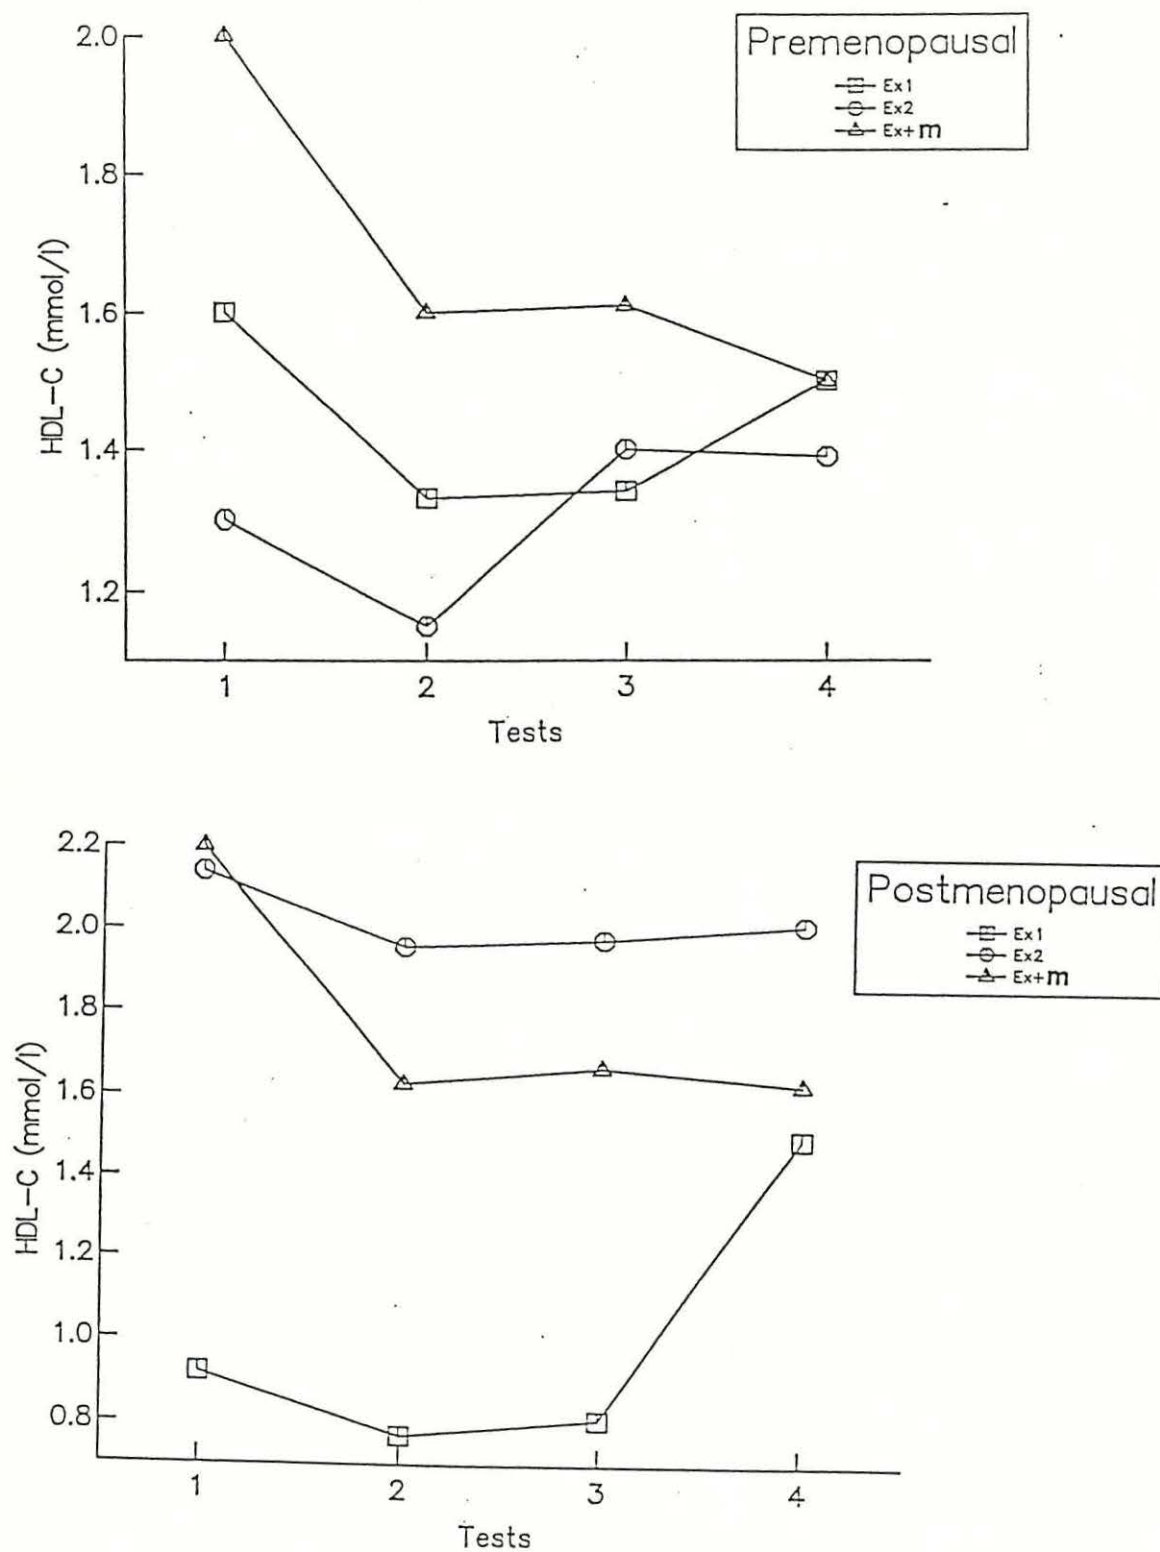 2.0
1.8
1.6
1.4
1.2
HDL-C (mmol/l)
1
2
3
4
Tests
Premenopausal
Ex1
Ex2
Ex+m
2.2
2.0
1.8
1.6
1.4
1.2
1.0
0.8
HDL-C (mmol/l)
1
2
3
4
Tests
Postmenopausal
Ex1
Ex2
Ex+m